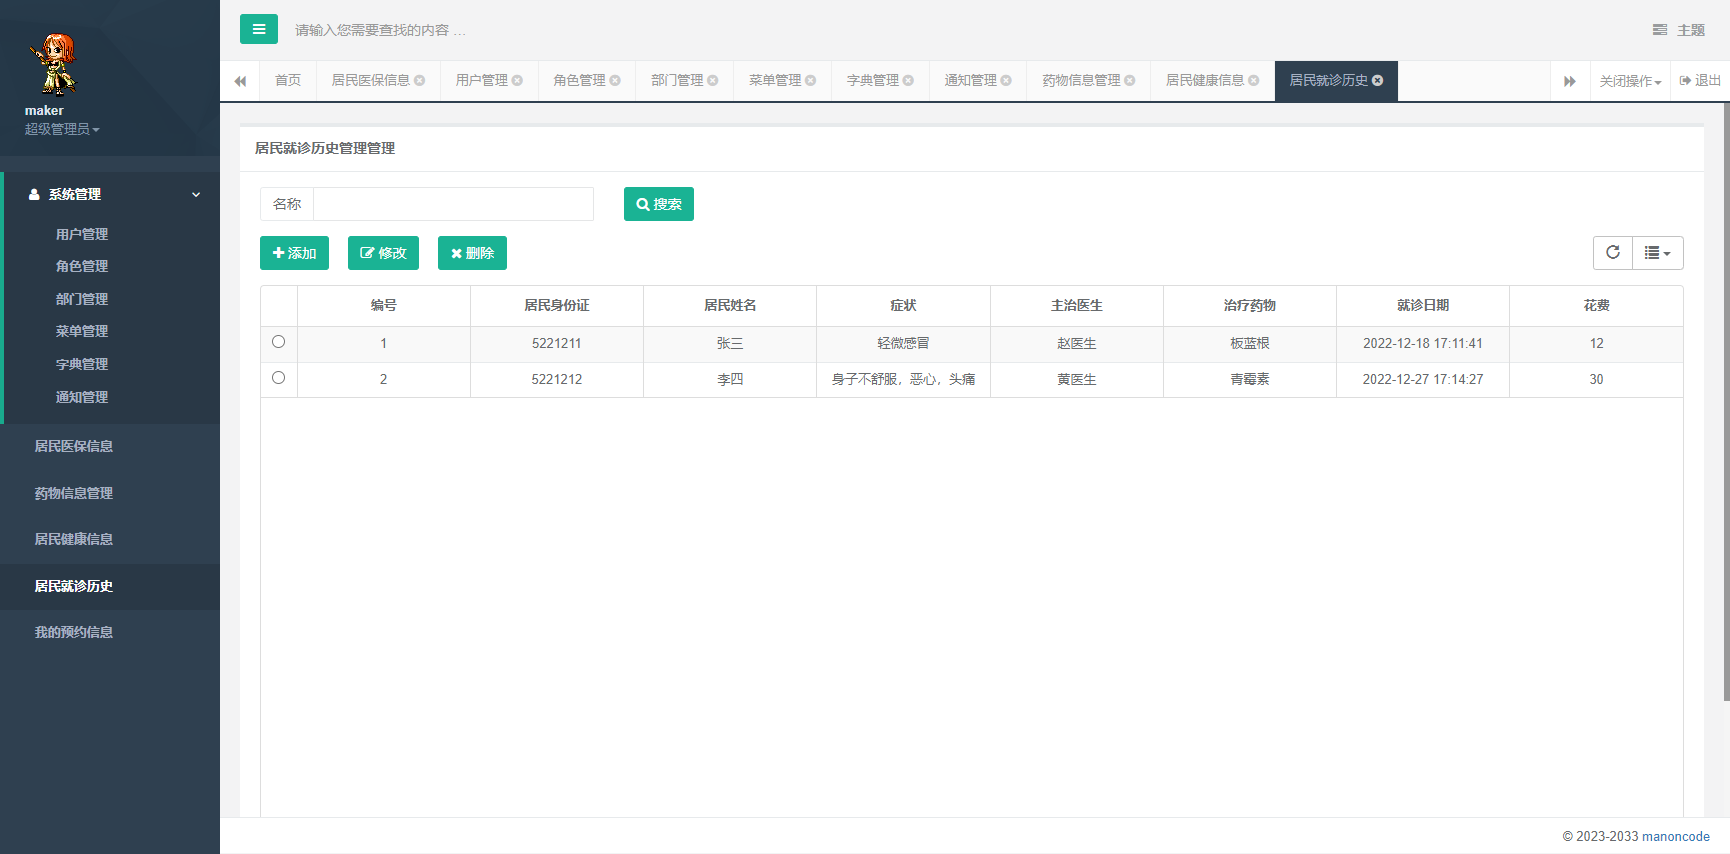 maker
超级管理员
系统管理
用户管理
角色管理
部门管理
菜单管理
字典管理
通知管理
居民医保信息
药物信息管理
居民健康信息
居民就诊历史
我的预约信息
请输入您需要查找的内容 …
主题
首页 居民医保信息 用户管理 角色管理 部门管理 菜单管理 字典管理 通知管理 药物信息管理 居民健康信息 居民就诊历史 关闭操作 退出
居民就诊历史管理管理
名称 搜索
添加 修改 删除
编号 居民身份证 居民姓名 症状 主治医生 治疗药物 就诊日期 花费
1 5221211 张三 轻微感冒 赵医生 板蓝根 2022-12-18 17:11:41 12
2 5221212 李四 身子不舒服，恶心，头痛 黄医生 青霉素 2022-12-27 17:14:27 30
© 2023-2033 manoncode